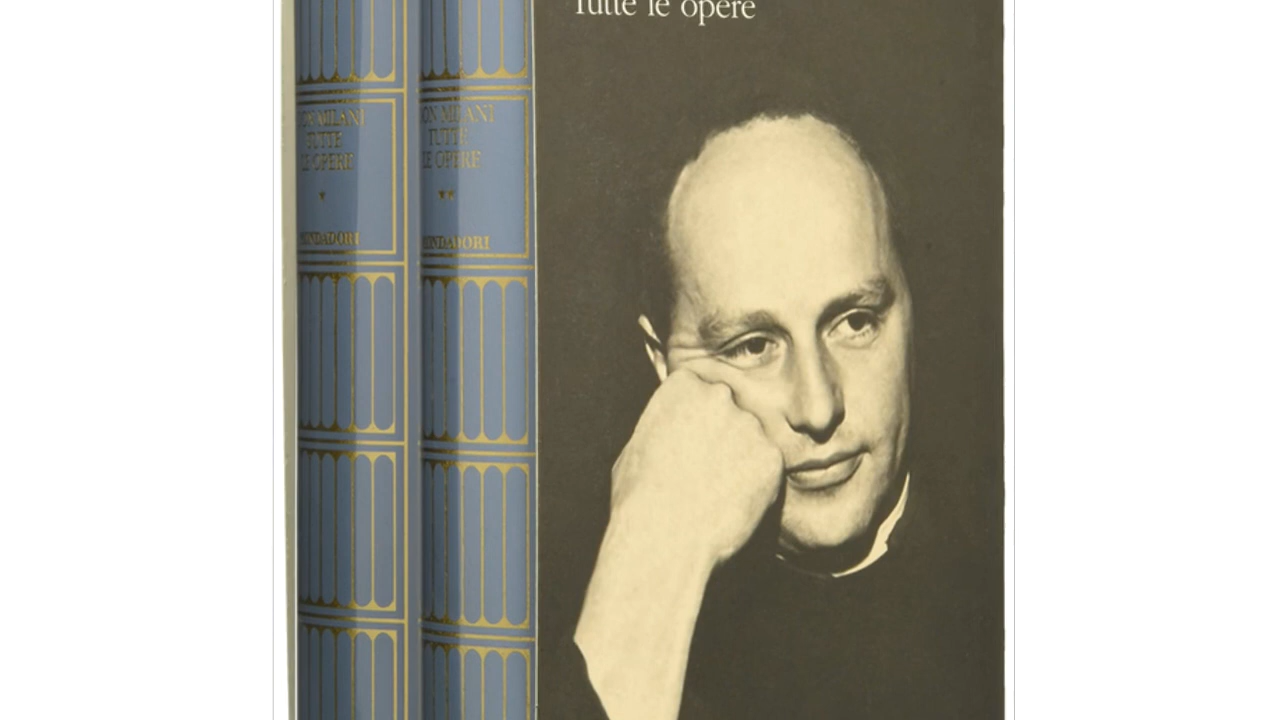 Tutte le opere
DON MILANI
TUTTE
LE OPERE
*
MONDADORI
DON MILANI
TUTTE
LE OPERE
**
MONDADORI